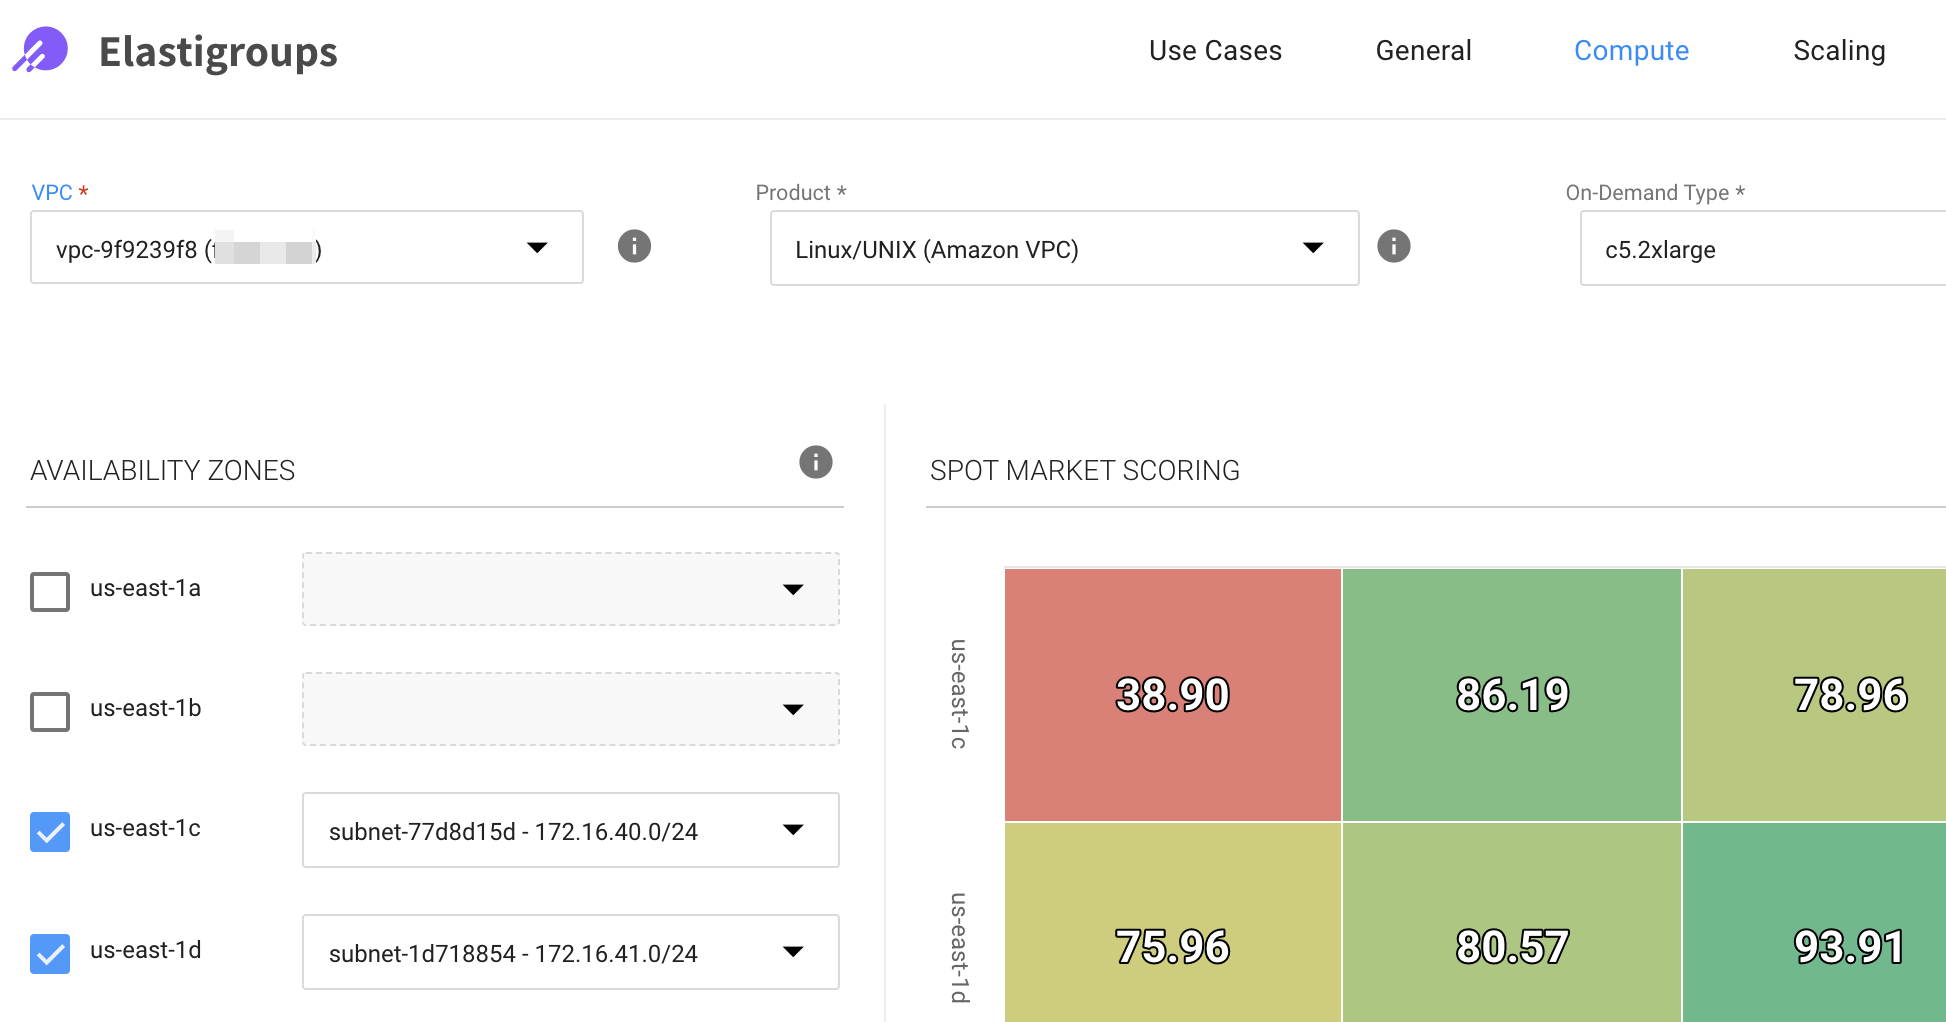 Elastigroups
Use Cases
General
Compute
Scaling
VPC *
vpc-9f9239f8 ( )
Product *
Linux/UNIX (Amazon VPC)
On-Demand Type *
c5.2xlarge
AVAILABILITY ZONES
us-east-1a
us-east-1b
us-east-1c
subnet-77d8d15d - 172.16.40.0/24
us-east-1d
subnet-1d718854 - 172.16.41.0/24
SPOT MARKET SCORING
us-east-1c
38.90
86.19
78.96
us-east-1d
75.96
80.57
93.91